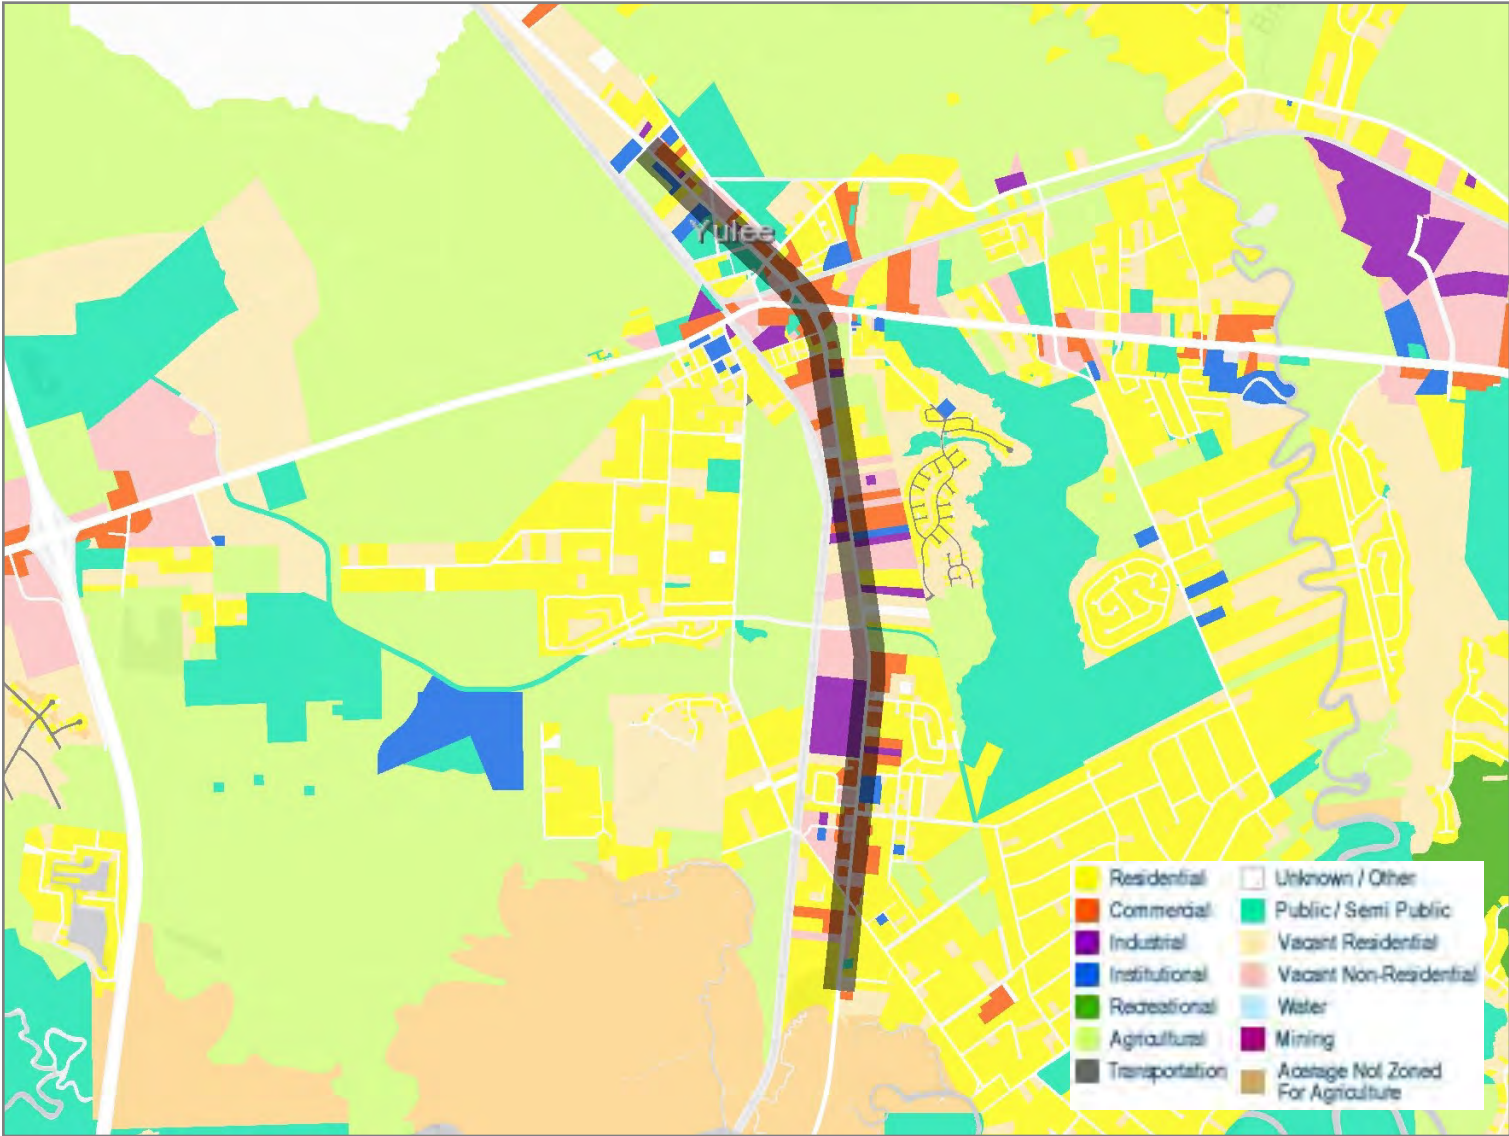 Yulee
Residential
Commercial
Industrial
Institutional
Recreational
Agricultural
Transportation
Unknown / Other
Public / Semi Public
Vacant Residential
Vacant Non-Residential
Water
Mining
Acreage Not Zoned
For Agriculture